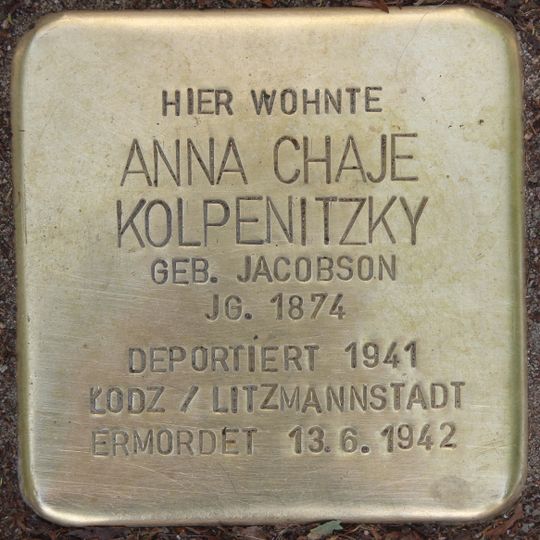 HIER WOHNTE
ANNA CHAJE
KOLPENITZKY
GEB. JACOBSON
JG. 1874
DEPORTIERT 1941
ŁODZ / LITZMANNSTADT
ERMORDET 13.6.1942